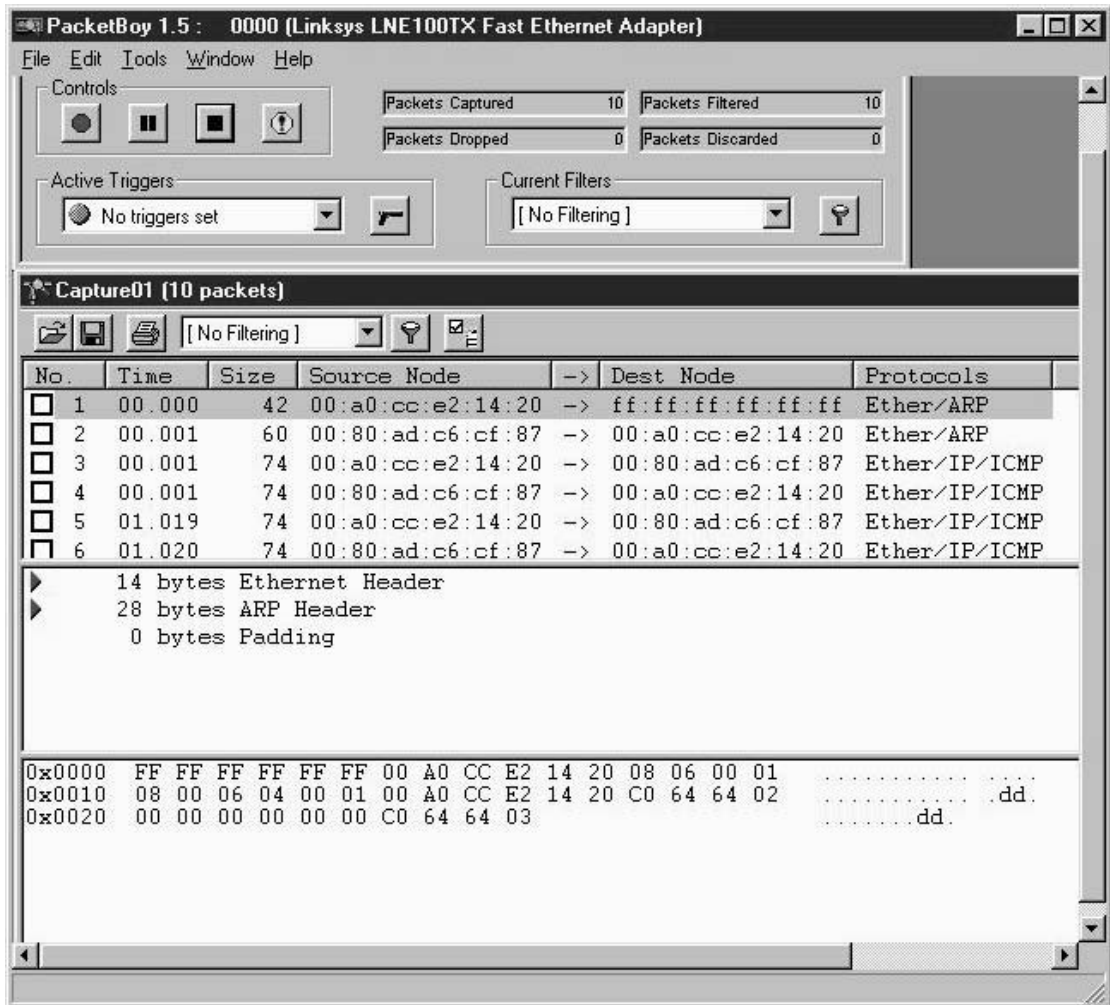 PacketBoy 1.5 : 0000 (Linksys LNE100TX Fast Ethernet Adapter)
File Edit Tools Window Help
Controls
Packets Captured 10 Packets Filtered 10
Packets Dropped 0 Packets Discarded 0
Active Triggers Current Filters
No triggers set [ No Filtering ]
Capture01 (10 packets)
[ No Filtering ]
No. Time Size Source Node -> Dest Node Protocols
1 00.000 42 00:a0:cc:e2:14:20 -> ff:ff:ff:ff:ff:ff Ether/ARP
2 00.001 60 00:80:ad:c6:cf:87 -> 00:a0:cc:e2:14:20 Ether/ARP
3 00.001 74 00:a0:cc:e2:14:20 -> 00:80:ad:c6:cf:87 Ether/IP/ICMP
4 00.001 74 00:80:ad:c6:cf:87 -> 00:a0:cc:e2:14:20 Ether/IP/ICMP
5 01.019 74 00:a0:cc:e2:14:20 -> 00:80:ad:c6:cf:87 Ether/IP/ICMP
6 01.020 74 00:80:ad:c6:cf:87 -> 00:a0:cc:e2:14:20 Ether/IP/ICMP
14 bytes Ethernet Header
28 bytes ARP Header
0 bytes Padding
0x0000 FF FF FF FF FF FF 00 A0 CC E2 14 20 08 06 00 01 ........... ....
0x0010 08 00 06 04 00 01 00 A0 CC E2 14 20 C0 64 64 02 ........... .dd.
0x0020 00 00 00 00 00 00 C0 64 64 03 .......dd.